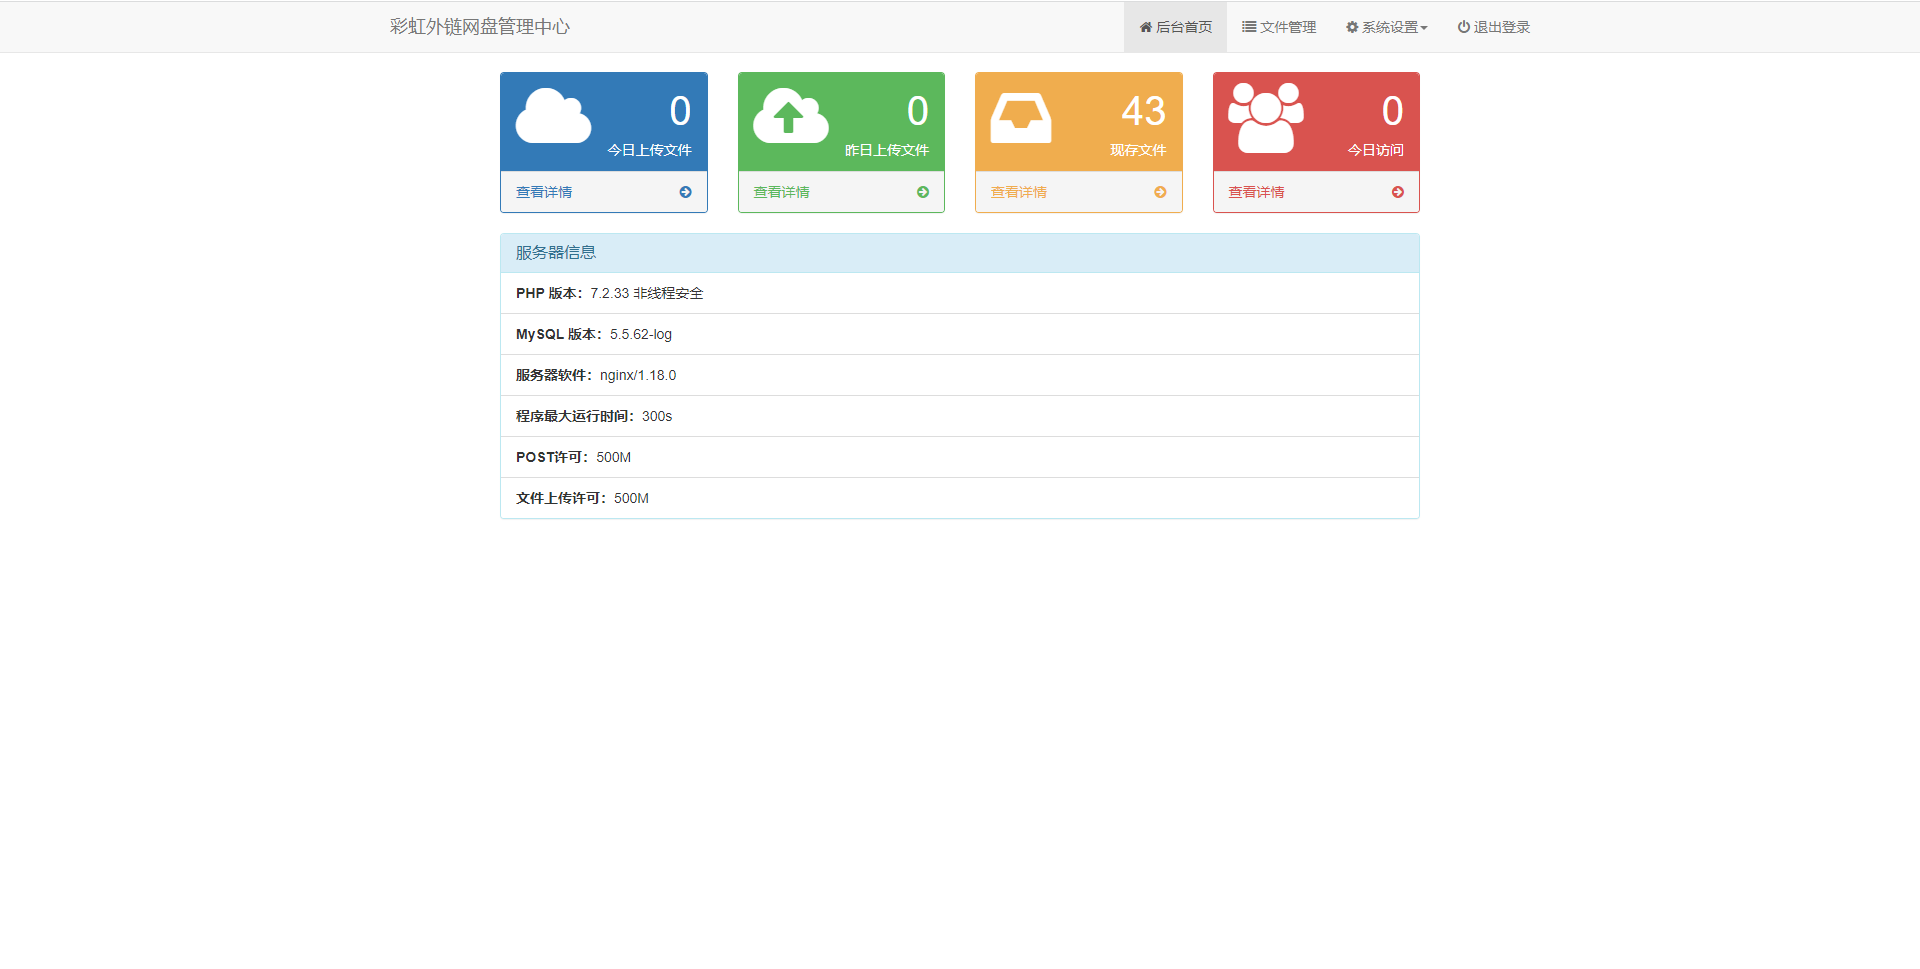 彩虹外链网盘管理中心
后台首页
文件管理
系统设置
退出登录
0
今日上传文件
查看详情
0
昨日上传文件
查看详情
43
现存文件
查看详情
0
今日访问
查看详情
服务器信息
PHP 版本：7.2.33 非线程安全
MySQL 版本：5.5.62-log
服务器软件：nginx/1.18.0
程序最大运行时间：300s
POST许可：500M
文件上传许可：500M